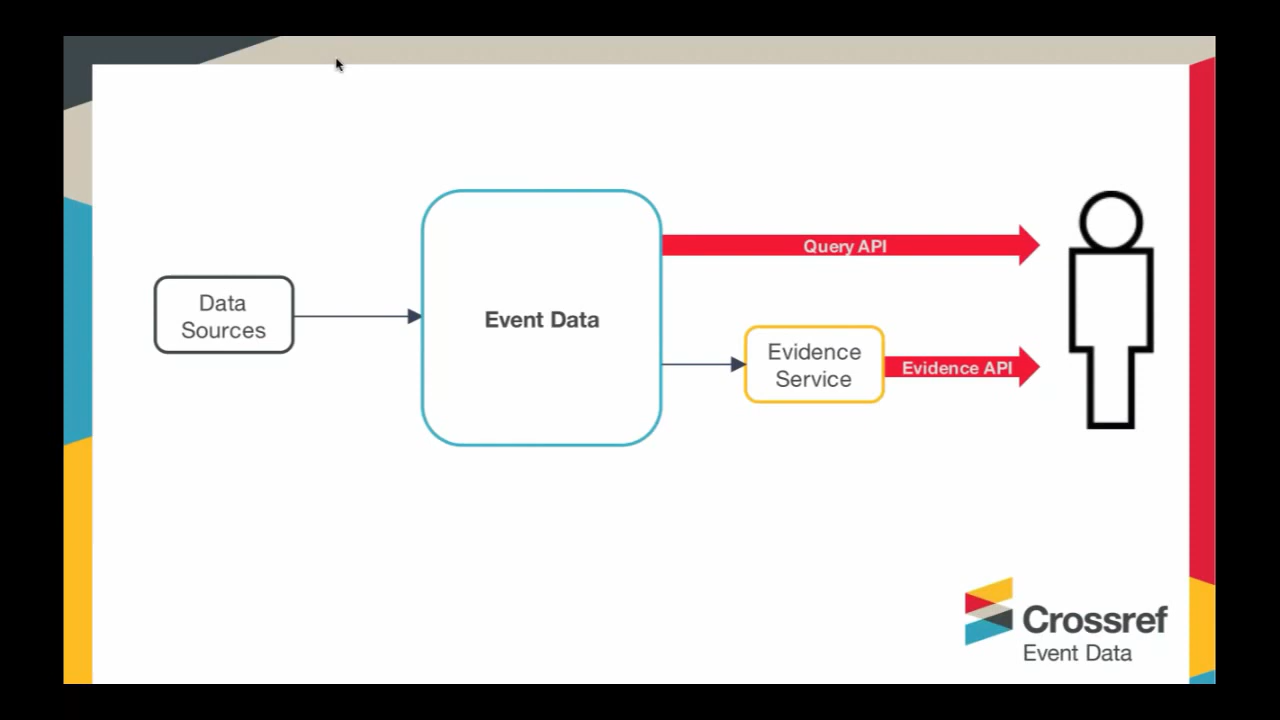 Data
Sources
Event Data
Query API
Evidence
Service
Evidence API
Crossref
Event Data